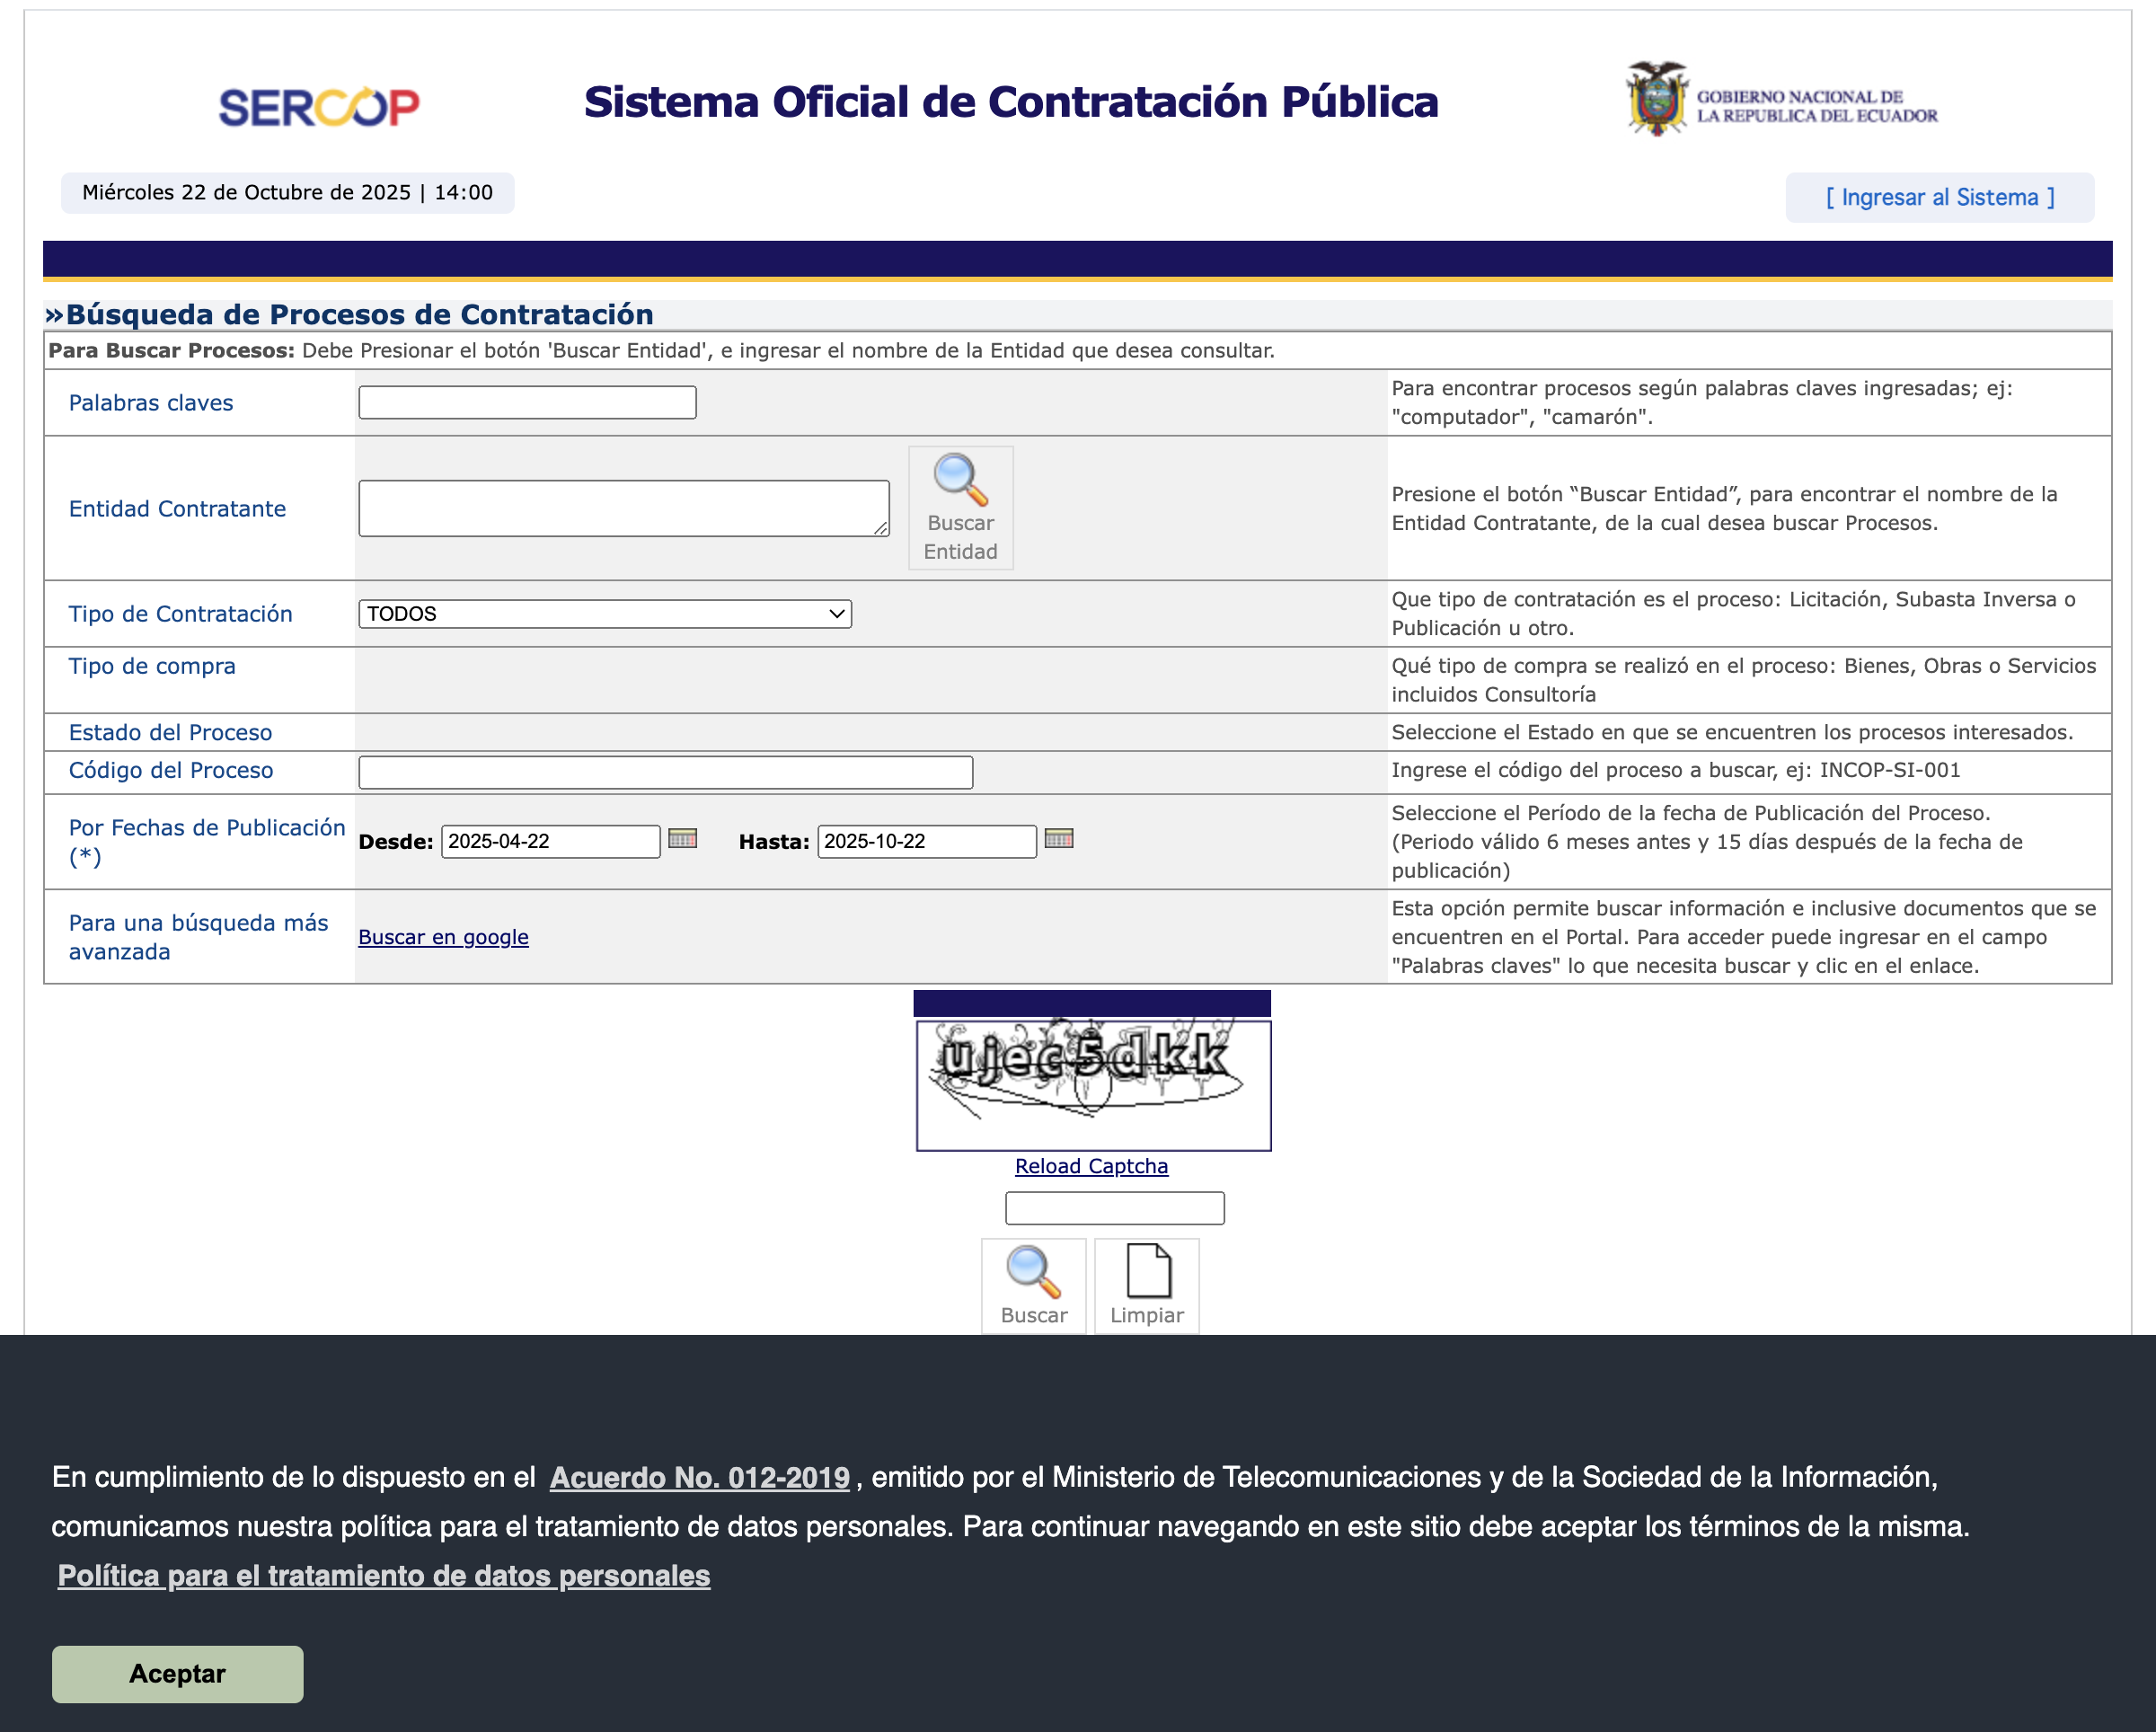 SERCOP
Sistema Oficial de Contratación Pública
GOBIERNO NACIONAL DE
LA REPUBLICA DEL ECUADOR
Miércoles 22 de Octubre de 2025 | 14:00
[ Ingresar al Sistema ]
»Búsqueda de Procesos de Contratación
Para Buscar Procesos: Debe Presionar el botón 'Buscar Entidad', e ingresar el nombre de la Entidad que desea consultar.
Palabras claves
Para encontrar procesos según palabras claves ingresadas; ej:
"computador", "camarón".
Entidad Contratante
Buscar
Entidad
Presione el botón “Buscar Entidad”, para encontrar el nombre de la
Entidad Contratante, de la cual desea buscar Procesos.
Tipo de Contratación
TODOS
Que tipo de contratación es el proceso: Licitación, Subasta Inversa o
Publicación u otro.
Tipo de compra
Qué tipo de compra se realizó en el proceso: Bienes, Obras o Servicios
incluidos Consultoría
Estado del Proceso
Seleccione el Estado en que se encuentren los procesos interesados.
Código del Proceso
Ingrese el código del proceso a buscar, ej: INCOP-SI-001
Por Fechas de Publicación
(*)
Desde: 2025-04-22
Hasta: 2025-10-22
Seleccione el Período de la fecha de Publicación del Proceso.
(Periodo válido 6 meses antes y 15 días después de la fecha de
publicación)
Para una búsqueda más
avanzada
Buscar en google
Esta opción permite buscar información e inclusive documentos que se
encuentren en el Portal. Para acceder puede ingresar en el campo
"Palabras claves" lo que necesita buscar y clic en el enlace.
ujec5dkk
Reload Captcha
Buscar
Limpiar
En cumplimiento de lo dispuesto en el Acuerdo No. 012-2019 , emitido por el Ministerio de Telecomunicaciones y de la Sociedad de la Información,
comunicamos nuestra política para el tratamiento de datos personales. Para continuar navegando en este sitio debe aceptar los términos de la misma.
Política para el tratamiento de datos personales
Aceptar